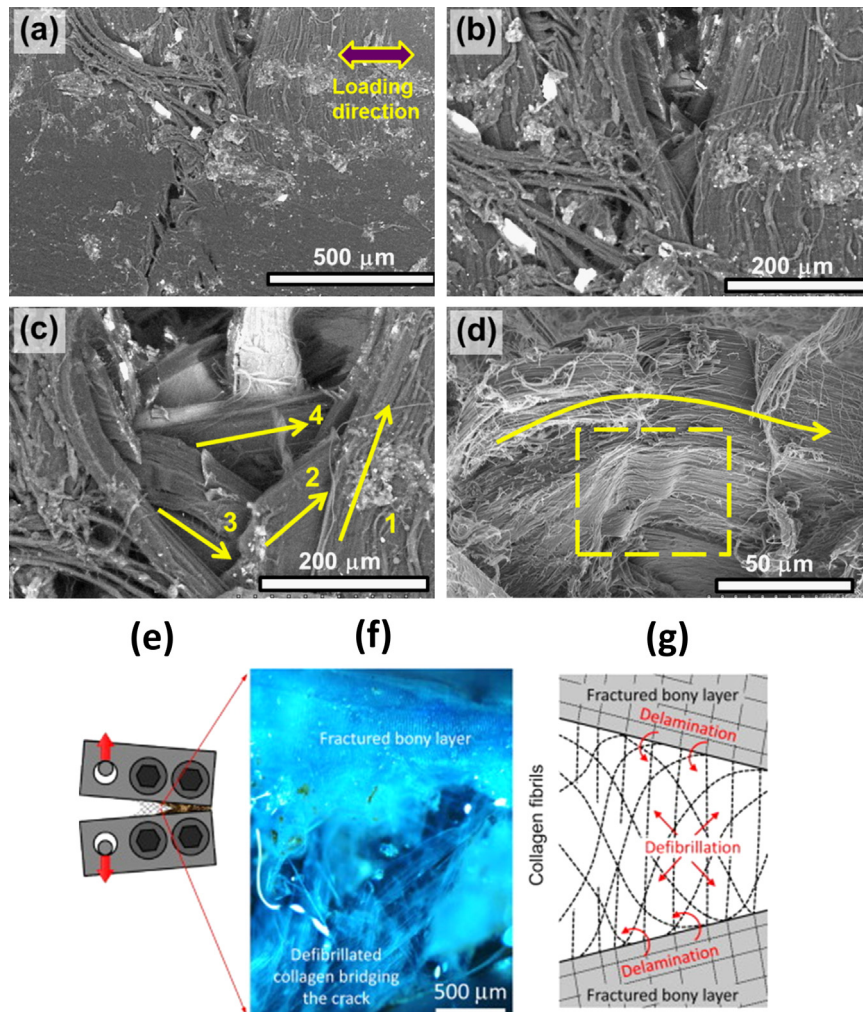 (a)
Loading
direction
500 μm
(b)
200 μm
(c)
4
2
3
1
200 μm
(d)
50 μm
(e)
(f)
(g)
Fractured bony layer
Defibrillated
collagen bridging
the crack
500 μm
Fractured bony layer
Delamination
Collagen fibrils
Defibrillation
Delamination
Fractured bony layer